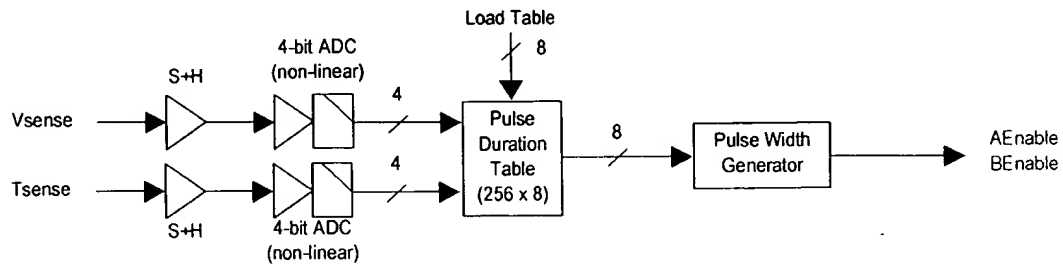 Load Table
8
4-bit ADC
(non-linear)
S+H
4
Vsense
Pulse
Duration
Table
(256 x 8)
8
Pulse Width
Generator
AEnable
BEnable
Tsense
4
S+H
4-bit ADC
(non-linear)